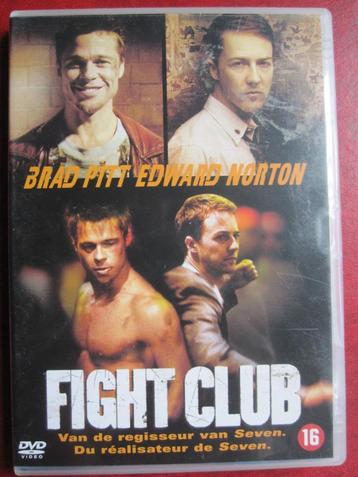 BRAD PITT EDWARD NORTON
FIGHT CLUB
Van de regisseur van Seven.
Du réalisateur de Seven.
DVD
VIDEO
16